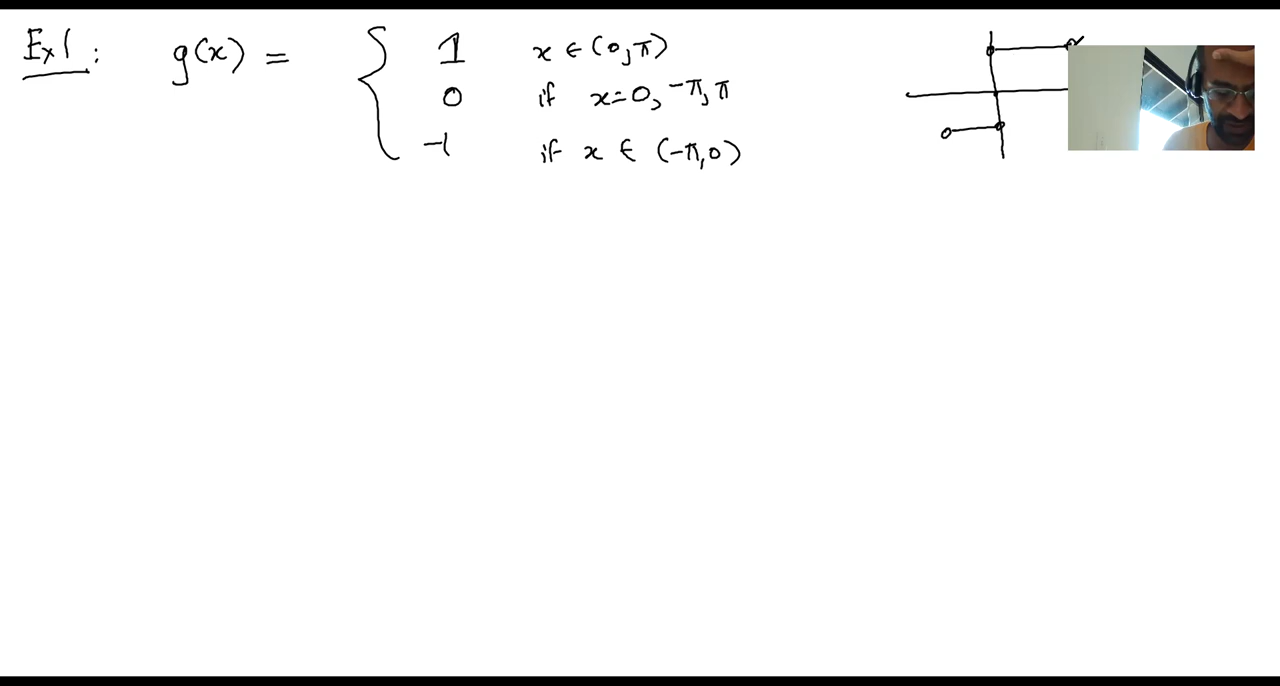 Ex1: g(x) = { 1 x ∈ (0,π)
0 if x=0, -π, π
-1 if x ∈ (-π,0)